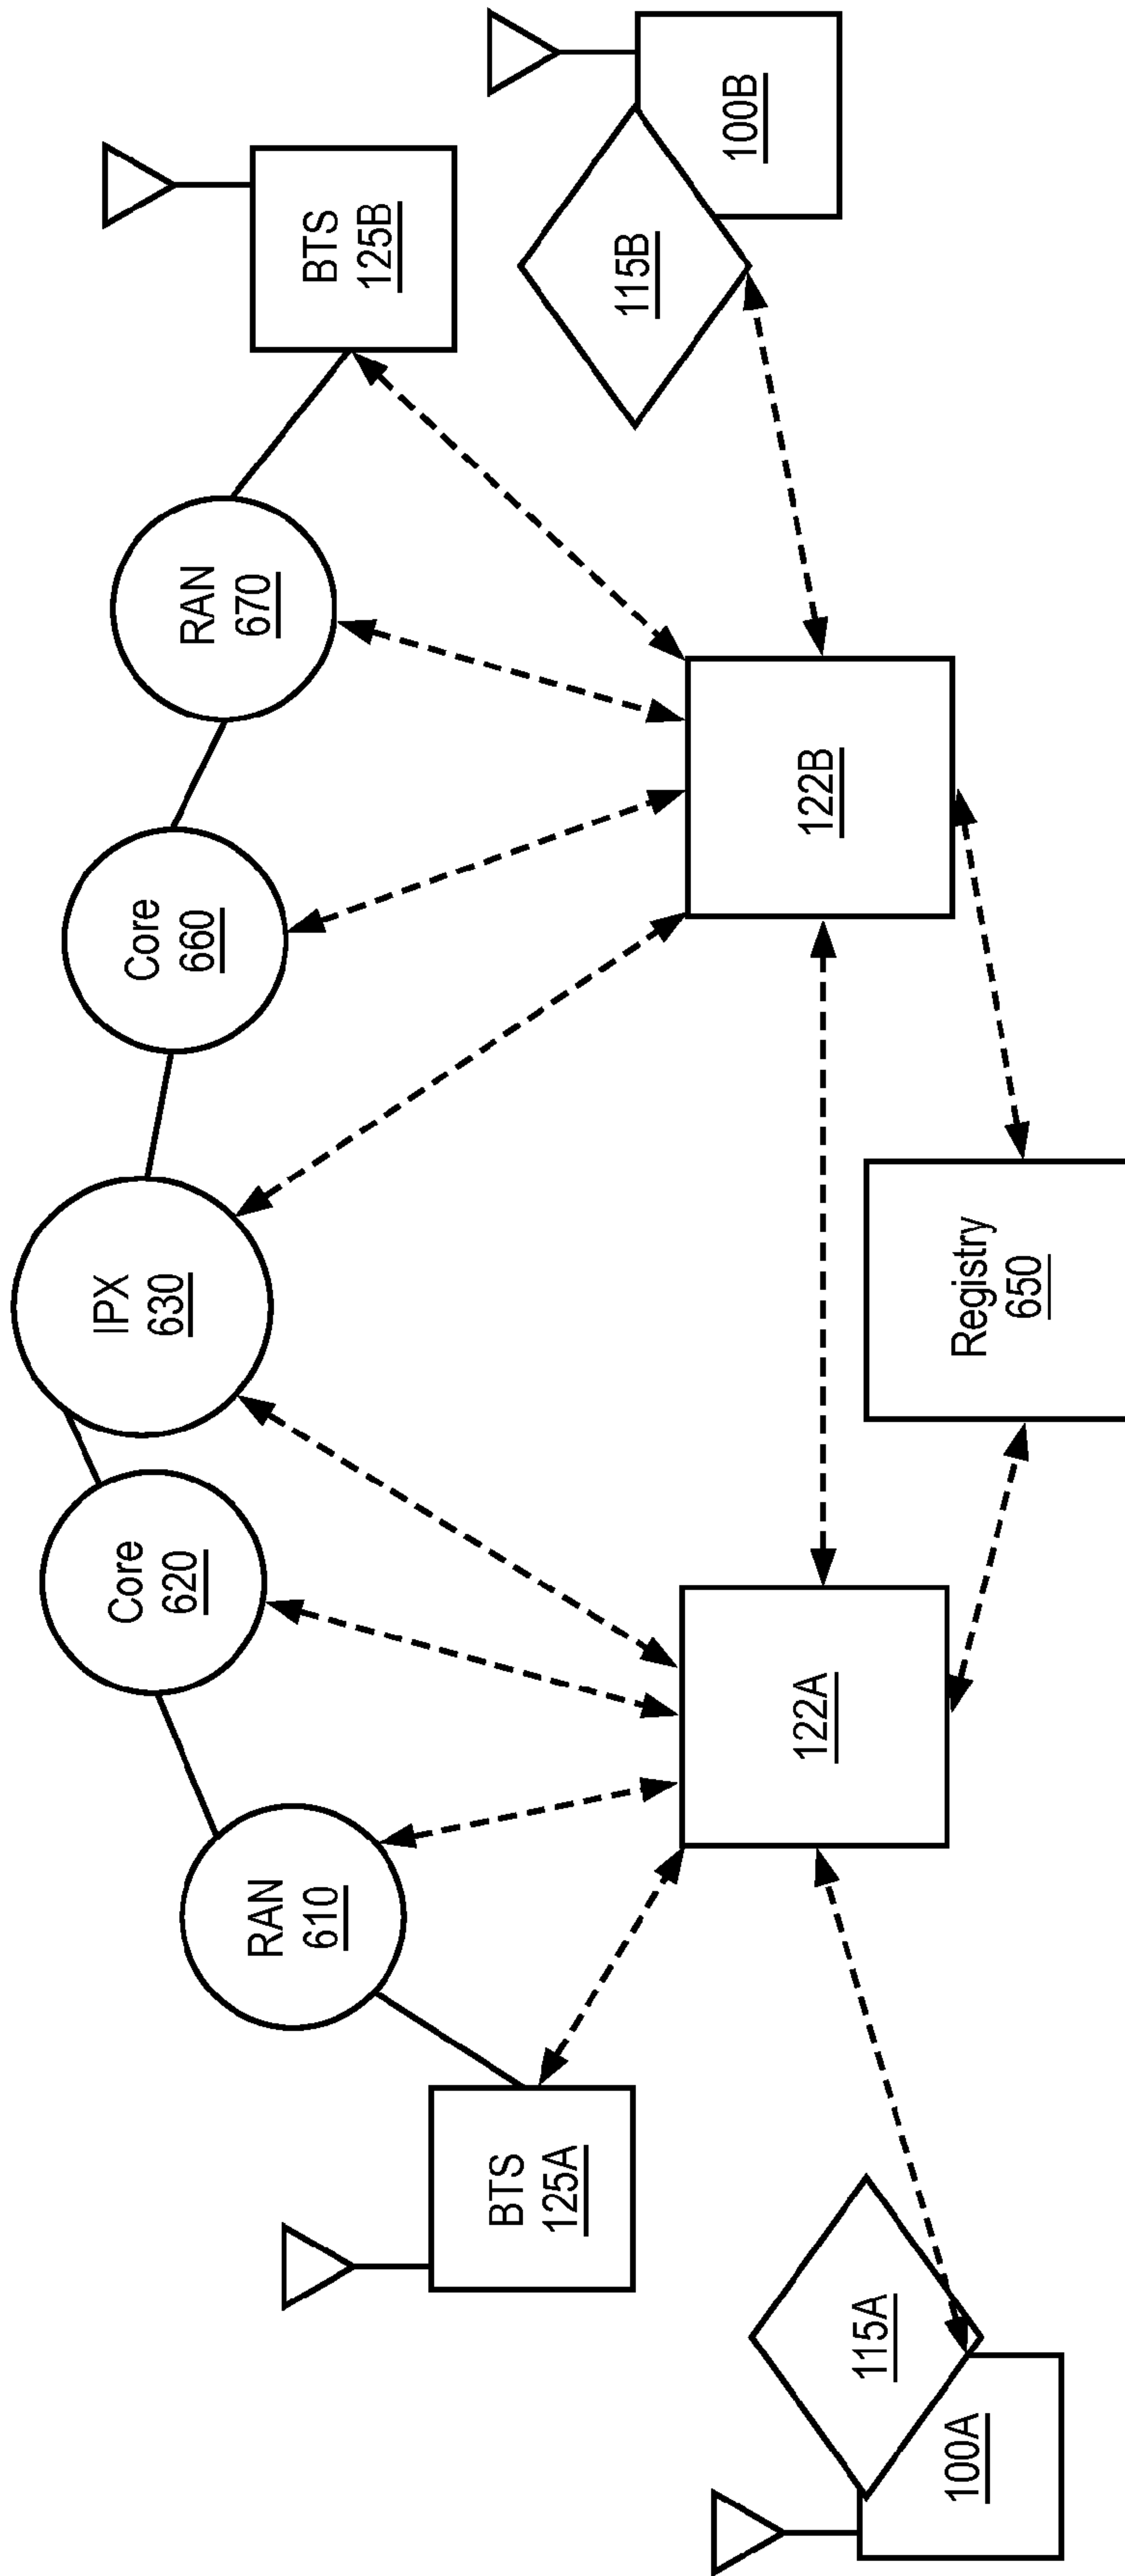 IPX
630
Core
620
Core
660
RAN
610
RAN
670
BTS
125A
BTS
125B
115A
100A
122A
122B
115B
100B
Registry
650